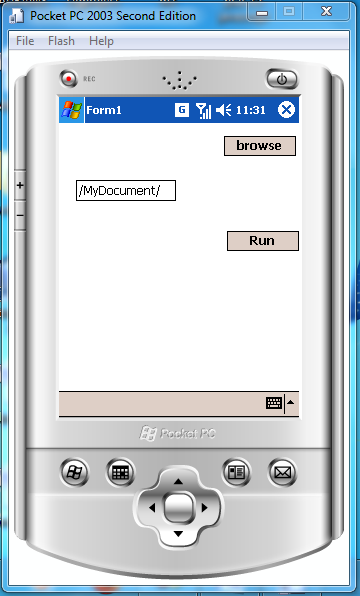 Pocket PC 2003 Second Edition
File Flash Help
REC
Form1 G 11:31
browse
/MyDocument/
Run
+
−
Pocket PC